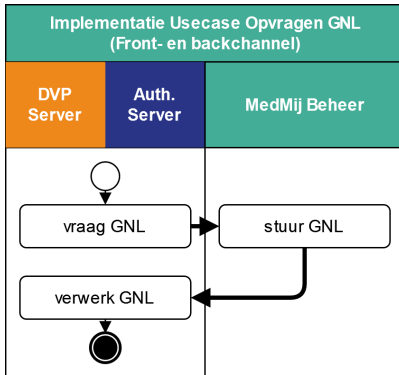 Implementatie Usecase Opvragen GNL
(Front- en backchannel)
DVP
Server
Auth.
Server
MedMij Beheer
vraag GNL
stuur GNL
verwerk GNL